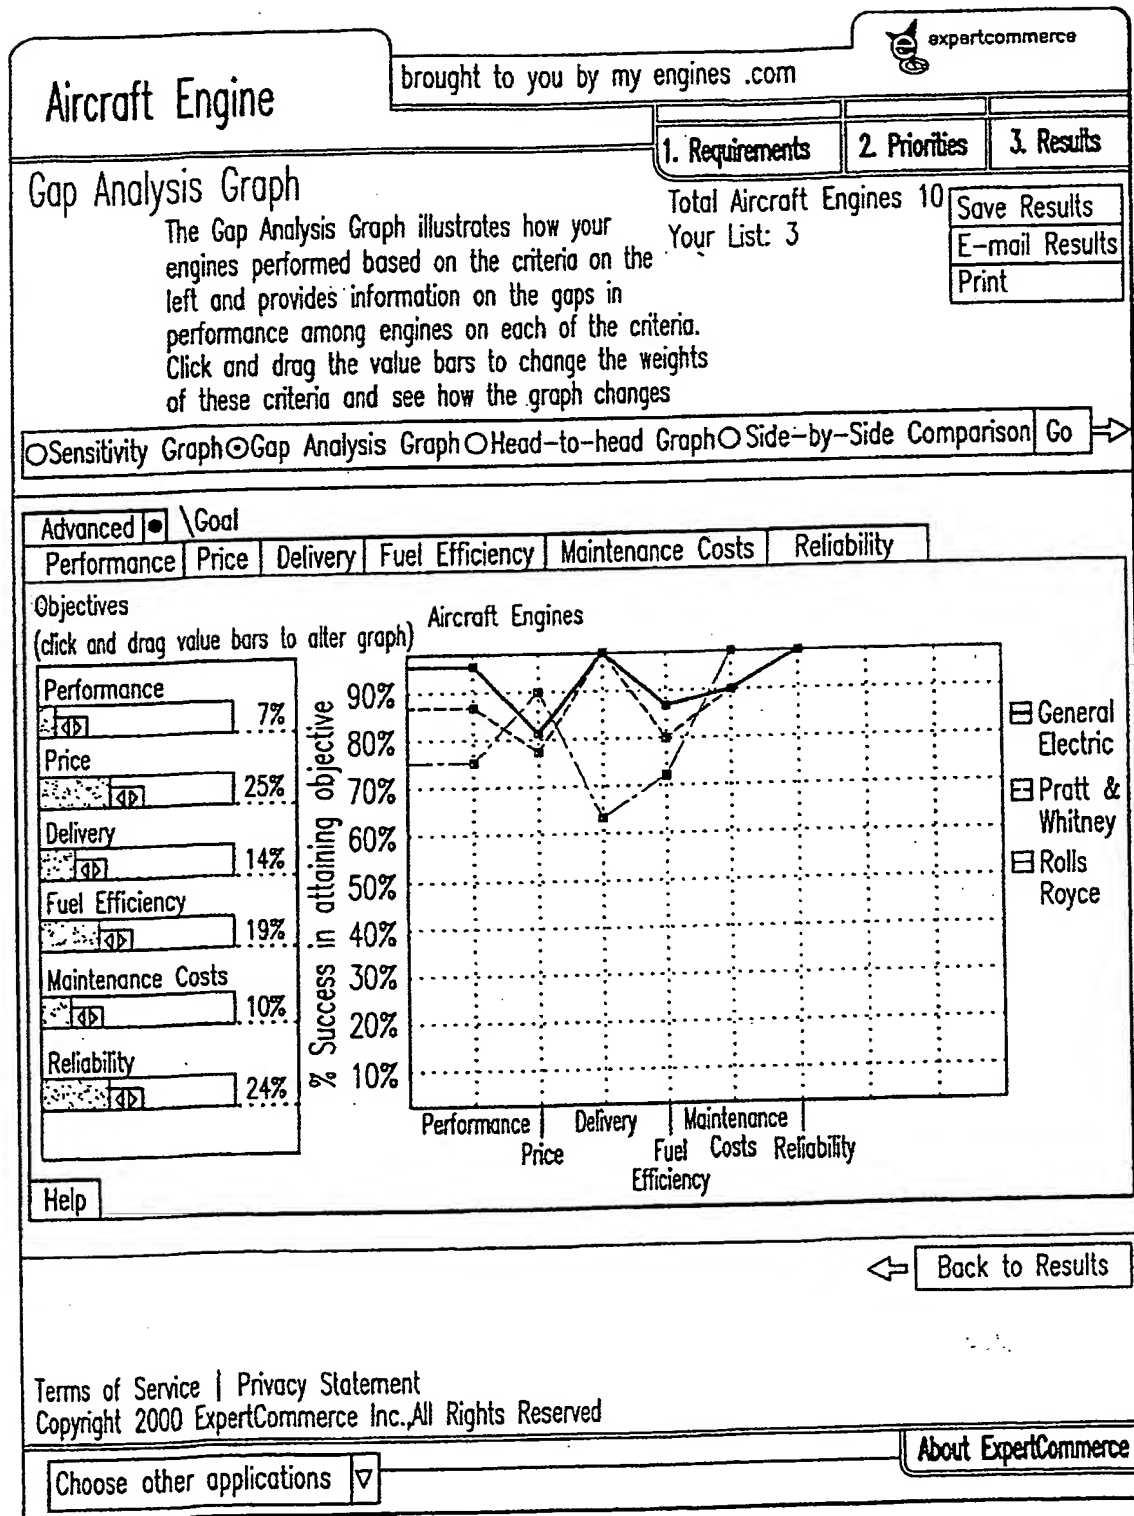 expertcommerce
brought to you by my engines .com
Aircraft Engine
1. Requirements
2. Priorities
3. Results
Gap Analysis Graph
Total Aircraft Engines 10
Your List: 3
Save Results
E-mail Results
Print
The Gap Analysis Graph illustrates how your
engines performed based on the criteria on the
left and provides information on the gaps in
performance among engines on each of the criteria.
Click and drag the value bars to change the weights
of these criteria and see how the graph changes
Sensitivity Graph Gap Analysis Graph Head-to-head Graph Side-by-Side Comparison Go
Advanced \Goal
Performance Price Delivery Fuel Efficiency Maintenance Costs Reliability
Objectives
(click and drag value bars to alter graph)
Aircraft Engines
Performance
7%
Price
25%
Delivery
14%
Fuel Efficiency
19%
Maintenance Costs
10%
Reliability
24%
% Success in attaining objective
90%
80%
70%
60%
50%
40%
30%
20%
10%
Performance
Price
Delivery
Fuel
Efficiency
Maintenance
Costs
Reliability
General
Electric
Pratt &
Whitney
Rolls
Royce
Help
Back to Results
Terms of Service | Privacy Statement
Copyright 2000 ExpertCommerce Inc.,All Rights Reserved
About ExpertCommerce
Choose other applications